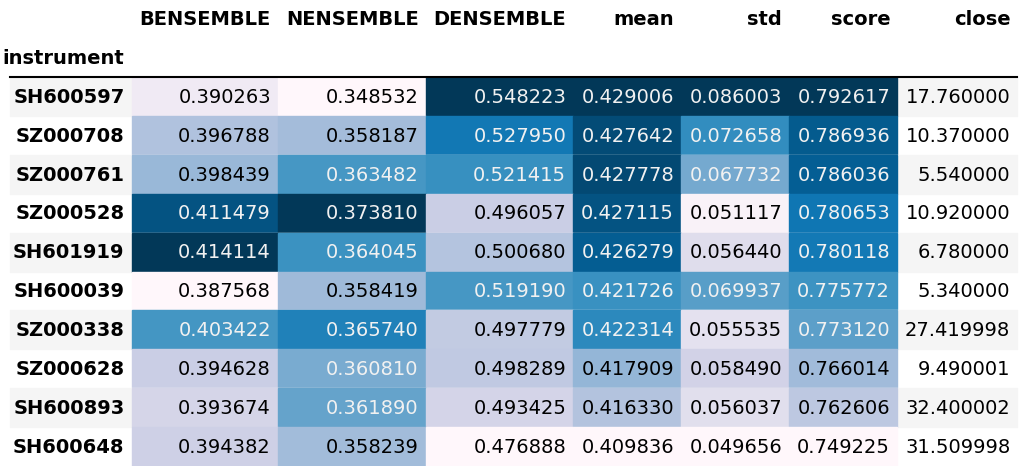 BENSEMBLE NENSEMBLE DENSEMBLE mean std score close
instrument
SH600597 0.390263 0.348532 0.548223 0.429006 0.086003 0.792617 17.760000
SZ000708 0.396788 0.358187 0.527950 0.427642 0.072658 0.786936 10.370000
SZ000761 0.398439 0.363482 0.521415 0.427778 0.067732 0.786036 5.540000
SZ000528 0.411479 0.373810 0.496057 0.427115 0.051117 0.780653 10.920000
SH601919 0.414114 0.364045 0.500680 0.426279 0.056440 0.780118 6.780000
SH600039 0.387568 0.358419 0.519190 0.421726 0.069937 0.775772 5.340000
SZ000338 0.403422 0.365740 0.497779 0.422314 0.055535 0.773120 27.419998
SZ000628 0.394628 0.360810 0.498289 0.417909 0.058490 0.766014 9.490001
SH600893 0.393674 0.361890 0.493425 0.416330 0.056037 0.762606 32.400002
SH600648 0.394382 0.358239 0.476888 0.409836 0.049656 0.749225 31.509998